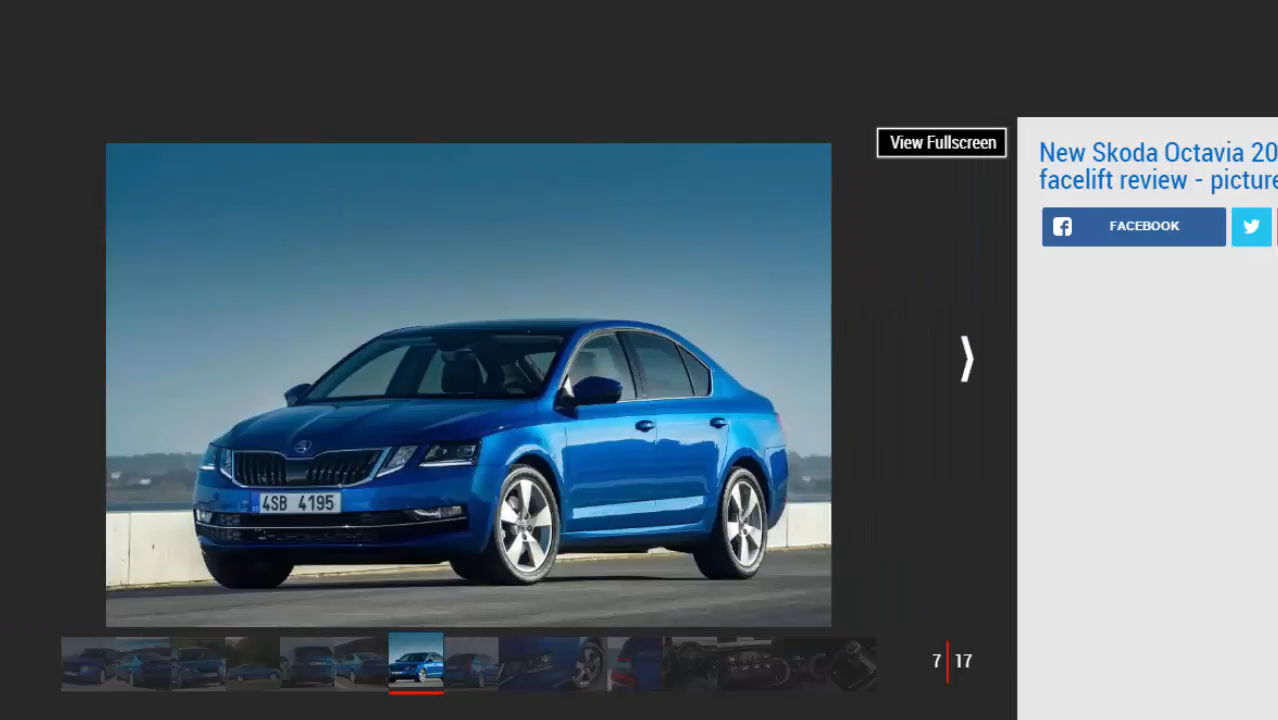 View Fullscreen
New Skoda Octavia 20
facelift review - picture
FACEBOOK
4SB 4195
7 17